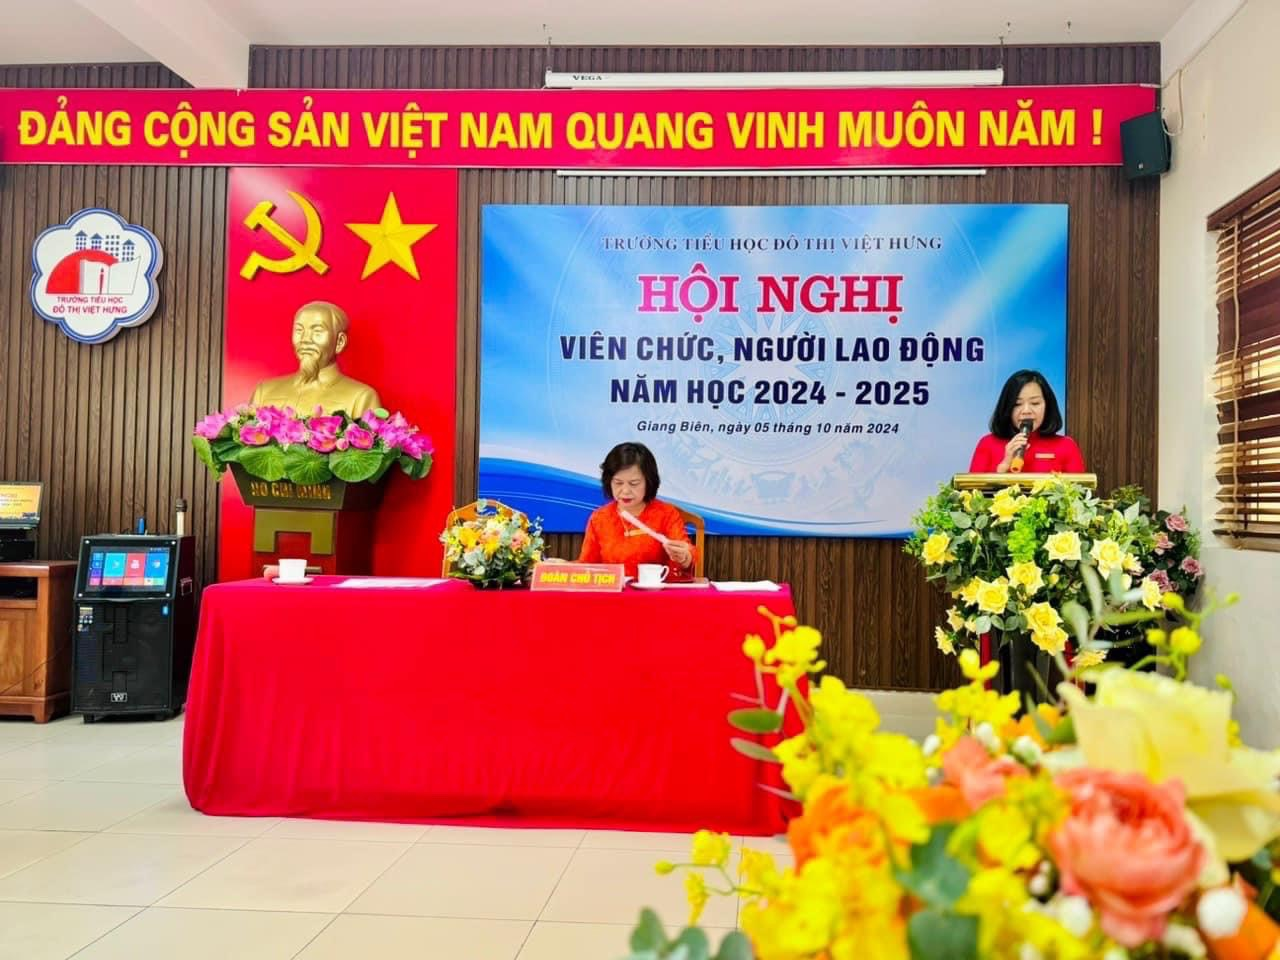 VEGA
ĐẢNG CỘNG SẢN VIỆT NAM QUANG VINH MUÔN NĂM !
TRƯỜNG TIỂU HỌC ĐÔ THỊ VIỆT HƯNG
HỘI NGHỊ
VIÊN CHỨC, NGƯỜI LAO ĐỘNG
NĂM HỌC 2024 - 2025
Giang Biên, ngày 05 tháng 10 năm 2024
TRƯỜNG TIỂU HỌC
ĐÔ THỊ VIỆT HƯNG
HO CHI MINH
ĐOÀN CHỦ TỊCH